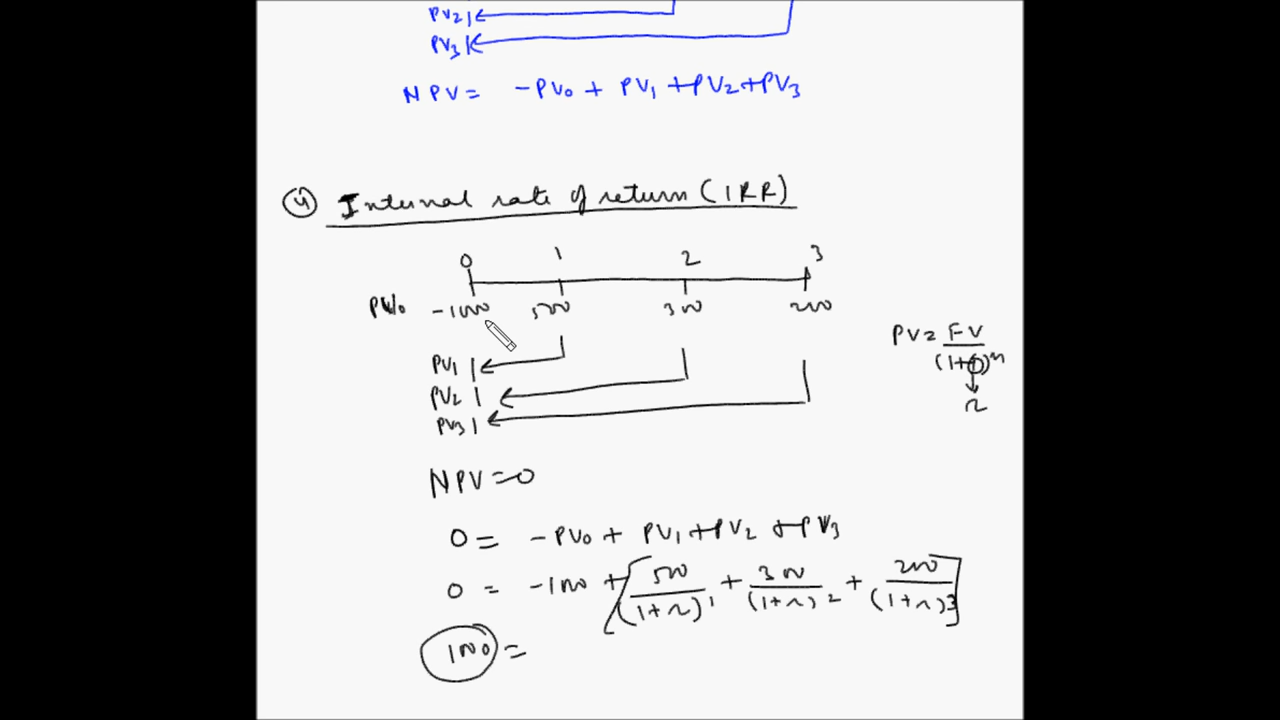 PV2
PV3
NPV = -PV0 + PV1 + PV2 + PV3
4 Internal rate of return (IRR)
0 1 2 3
PV0 -1000 500 300 200
PV = FV
(1+r)n
r
PV1
PV2
PV3
NPV = 0
0 = -PV0 + PV1 + PV2 + PV3
0 = -1000 + [500/(1+r)1 + 300/(1+r)2 + 200/(1+r)3]
1000 =